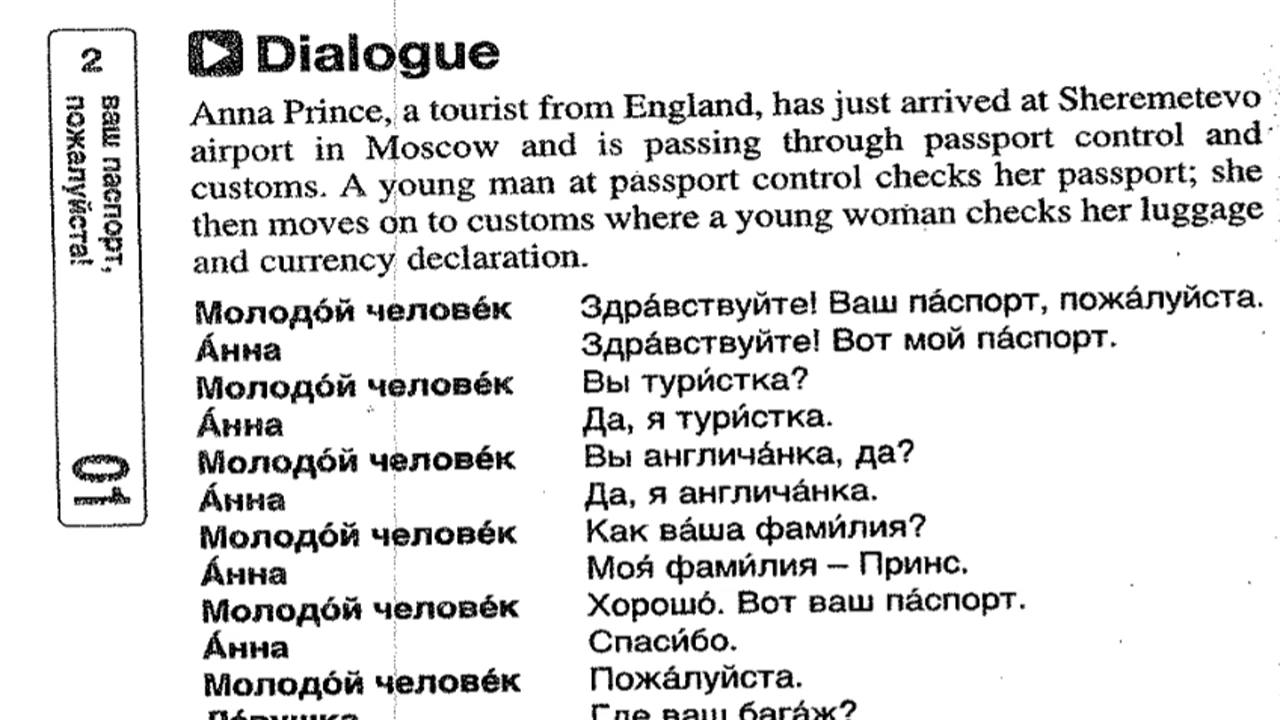 2
ваш паспорт,
пожалуйста!
01
Dialogue
Anna Prince, a tourist from England, has just arrived at Sheremetevo
airport in Moscow and is passing through passport control and
customs. A young man at passport control checks her passport; she
then moves on to customs where a young woman checks her luggage
and currency declaration.
Молодо́й челове́к Здра́вствуйте! Ваш па́спорт, пожа́луйста.
А́нна Здра́вствуйте! Вот мой па́спорт.
Молодо́й челове́к Вы тури́стка?
А́нна Да, я тури́стка.
Молодо́й челове́к Вы англича́нка, да?
А́нна Да, я англича́нка.
Молодо́й челове́к Как ва́ша фами́лия?
А́нна Моя́ фами́лия – Принс.
Молодо́й челове́к Хорошо́. Вот ваш па́спорт.
А́нна Спаси́бо.
Молодо́й челове́к Пожа́луйста.
Де́вушка Где ваш бага́ж?